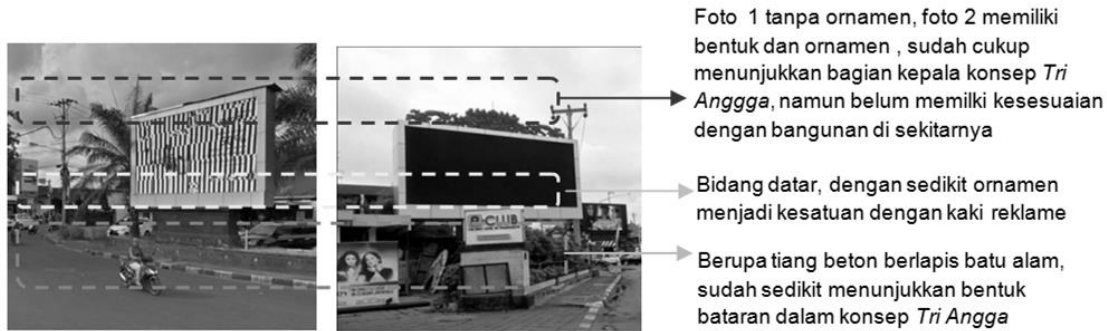 Foto 1 tanpa ornamen, foto 2 memiliki
bentuk dan ornamen , sudah cukup
menunjukkan bagian kepala konsep Tri
Anggga, namun belum memilki kesesuaian
dengan bangunan di sekitarnya
Bidang datar, dengan sedikit ornamen
menjadi kesatuan dengan kaki reklame
Berupa tiang beton berlapis batu alam,
sudah sedikit menunjukkan bentuk
bataran dalam konsep Tri Angga
CLUB